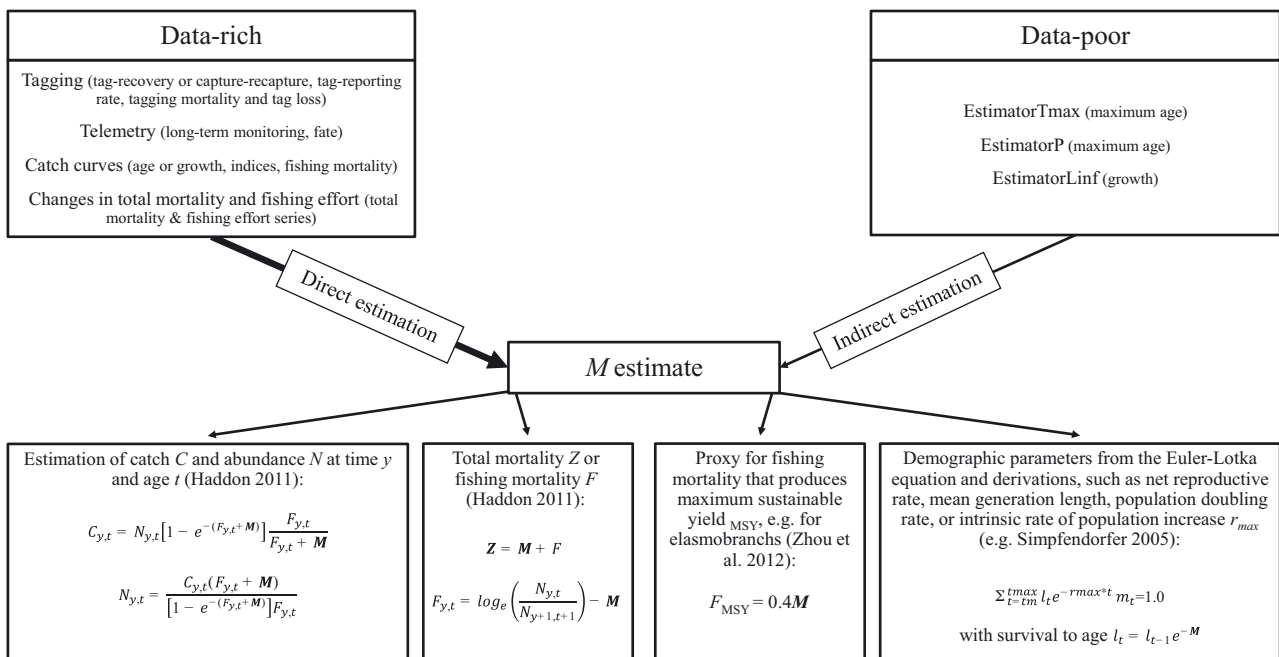 Data-rich
Tagging (tag-recovery or capture-recapture, tag-reporting
rate, tagging mortality and tag loss)
Telemetry (long-term monitoring, fate)
Catch curves (age or growth, indices, fishing mortality)
Changes in total mortality and fishing effort (total
mortality & fishing effort series)
Data-poor
EstimatorTmax (maximum age)
EstimatorP (maximum age)
EstimatorLinf (growth)
Direct estimation
Indirect estimation
M estimate
Estimation of catch C and abundance N at time y
and age t (Haddon 2011):
C_{y,t} = N_{y,t}[1 − e^{−(F_{y,t}+M)}] \frac{F_{y,t}}{F_{y,t} + M}
N_{y,t} = \frac{C_{y,t}(F_{y,t} + M)}{[1 − e^{−(F_{y,t}+M)}]F_{y,t}}
Total mortality Z or
fishing mortality F
(Haddon 2011):
Z = M + F
F_{y,t} = log_e(\frac{N_{y,t}}{N_{y+1,t+1}}) − M
Proxy for fishing
mortality that produces
maximum sustainable
yield _{MSY}, e.g. for
elasmobranchs (Zhou et
al. 2012):
F_{MSY} = 0.4M
Demographic parameters from the Euler-Lotka
equation and derivations, such as net reproductive
rate, mean generation length, population doubling
rate, or intrinsic rate of population increase r_{max}
(e.g. Simpfendorfer 2005):
Σ_{t=tm}^{tmax} l_t e^{−rmax*t} m_t=1.0
with survival to age l_t = l_{t−1}e^{−M}